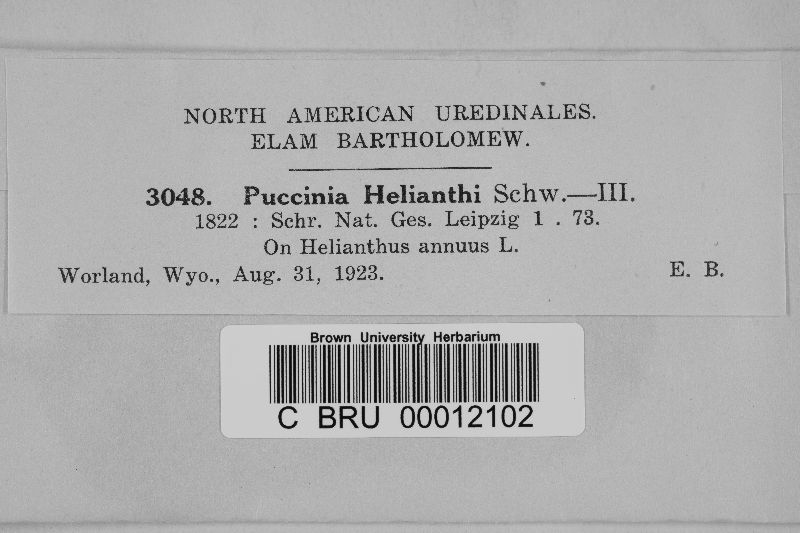 NORTH AMERICAN UREDINALES.
ELAM BARTHOLOMEW.
3048. Puccinia Helianthi Schw.—III.
1822 : Schr. Nat. Ges. Leipzig 1 . 73.
On Helianthus annuus L.
Worland, Wyo., Aug. 31, 1923. E. B.
Brown University Herbarium
C BRU 00012102